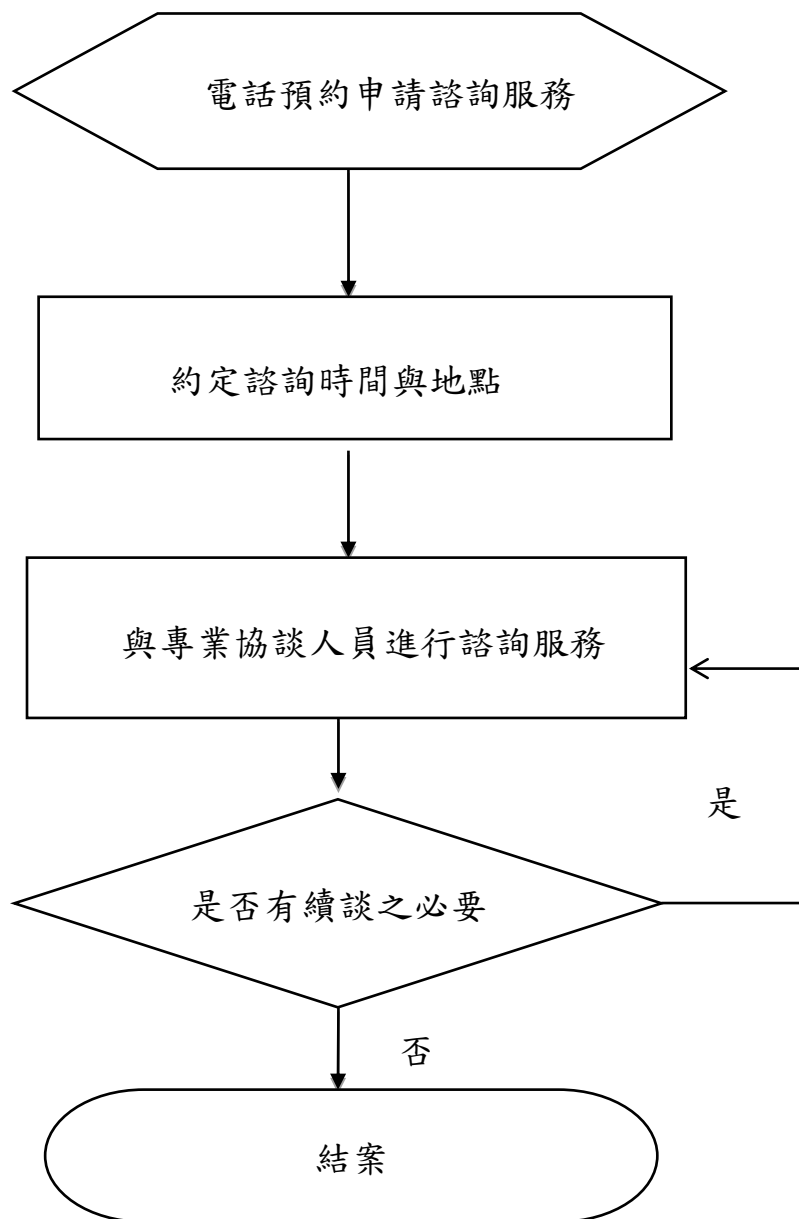 電話預約申請諮詢服務
約定諮詢時間與地點
與專業協談人員進行諮詢服務
是
是否有續談之必要
否
結案